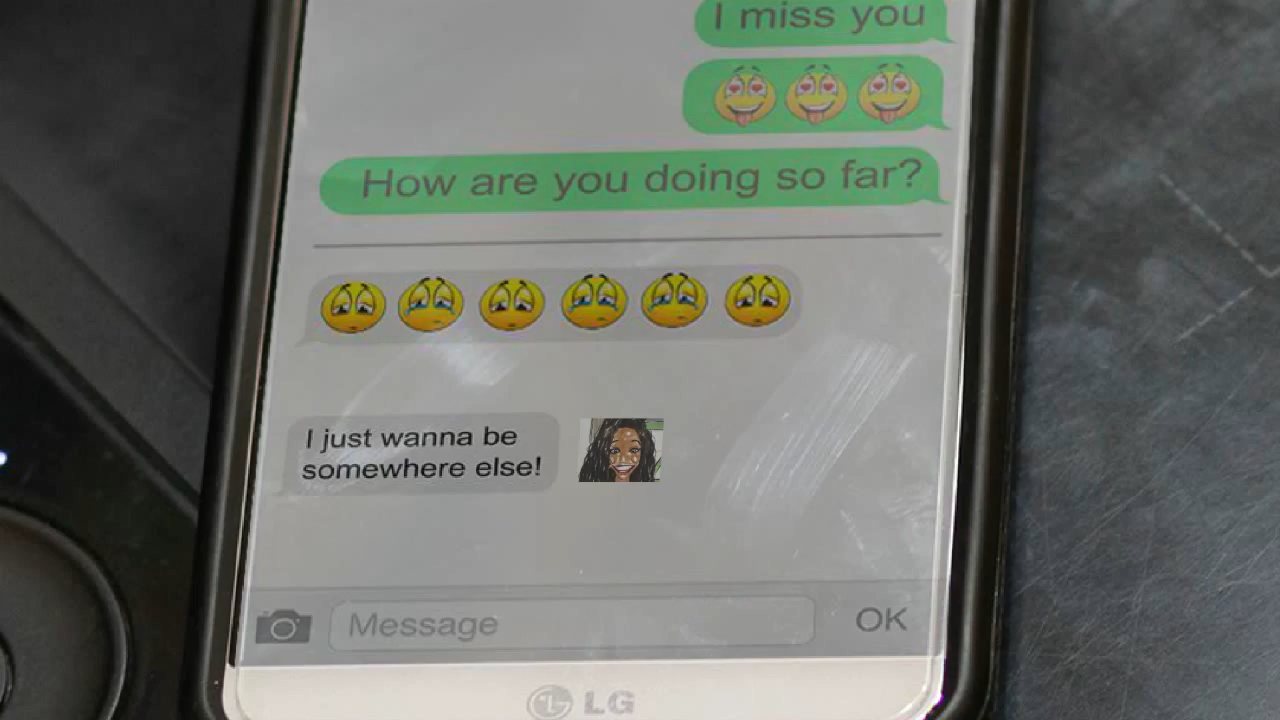 I miss you
How are you doing so far?
I just wanna be
somewhere else!
Message
OK
LG